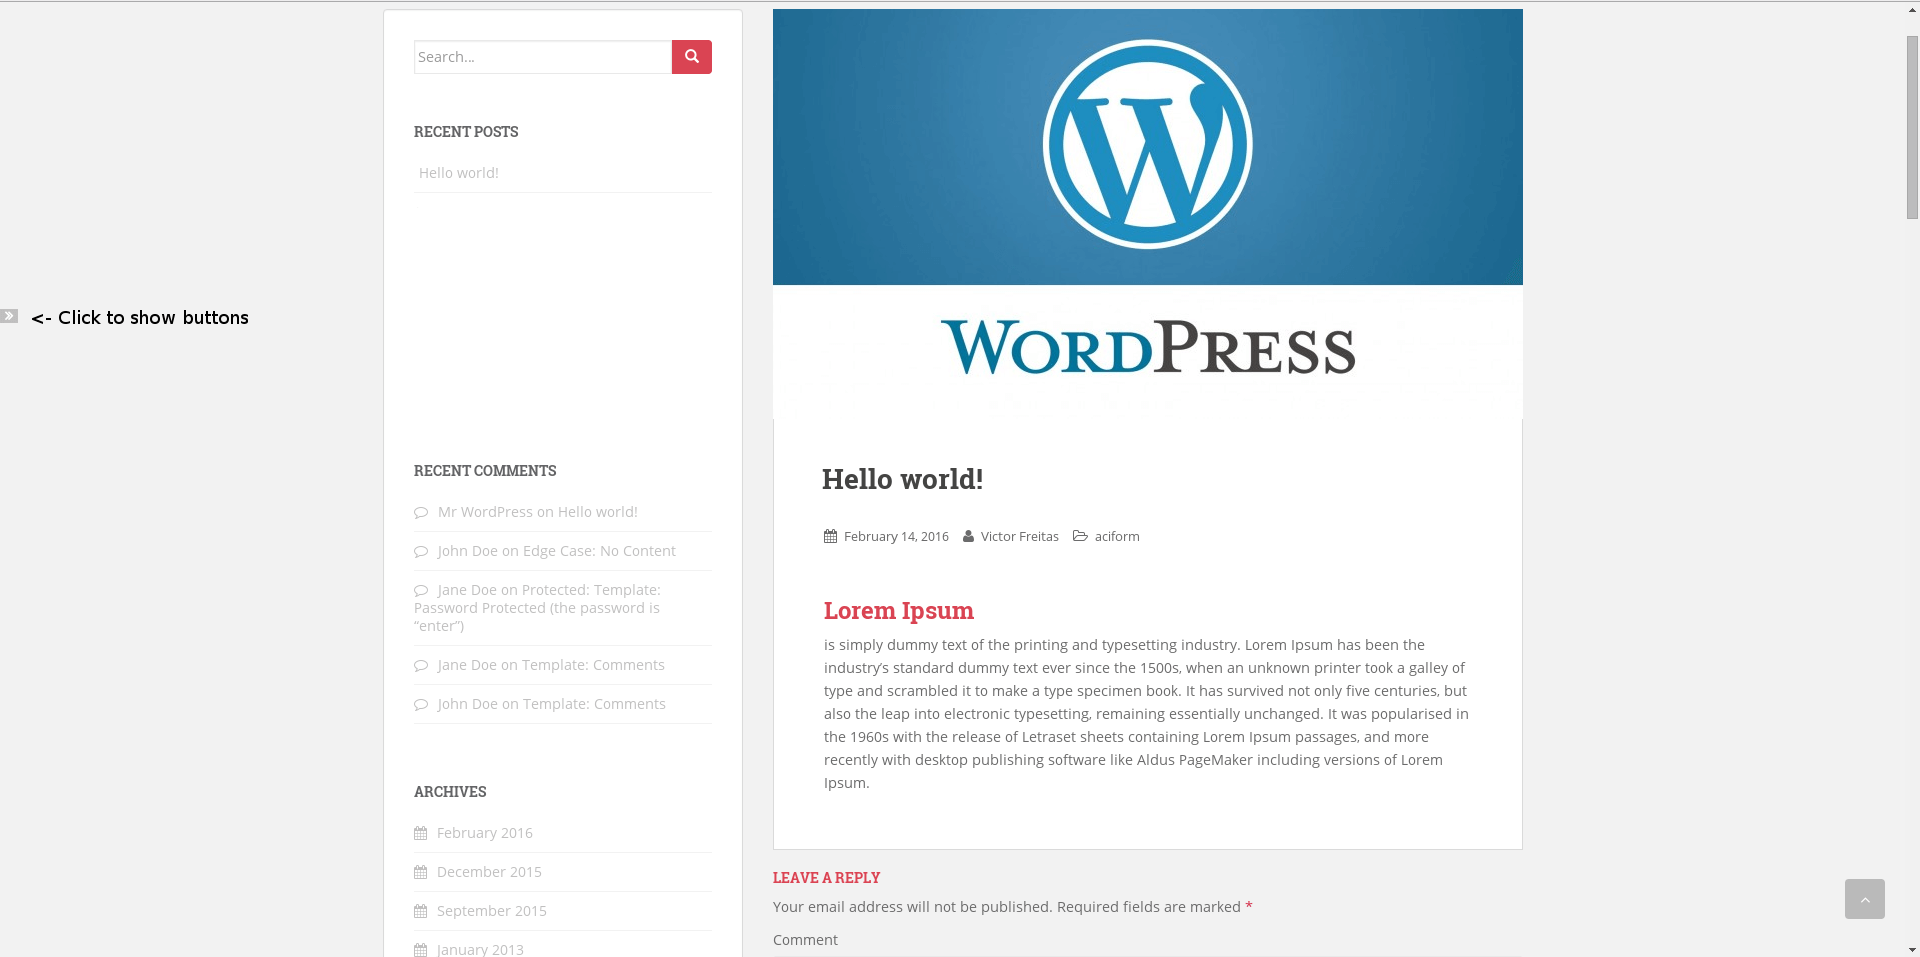 <- Click to show buttons
Search...
RECENT POSTS
Hello world!
RECENT COMMENTS
Mr WordPress on Hello world!
John Doe on Edge Case: No Content
Jane Doe on Protected: Template:
Password Protected (the password is
“enter”)
Jane Doe on Template: Comments
John Doe on Template: Comments
ARCHIVES
February 2016
December 2015
September 2015
January 2013
W
WORDPRESS
Hello world!
February 14, 2016 Victor Freitas aciform
Lorem Ipsum
is simply dummy text of the printing and typesetting industry. Lorem Ipsum has been the
industry’s standard dummy text ever since the 1500s, when an unknown printer took a galley of
type and scrambled it to make a type specimen book. It has survived not only five centuries, but
also the leap into electronic typesetting, remaining essentially unchanged. It was popularised in
the 1960s with the release of Letraset sheets containing Lorem Ipsum passages, and more
recently with desktop publishing software like Aldus PageMaker including versions of Lorem
Ipsum.
LEAVE A REPLY
Your email address will not be published. Required fields are marked *
Comment